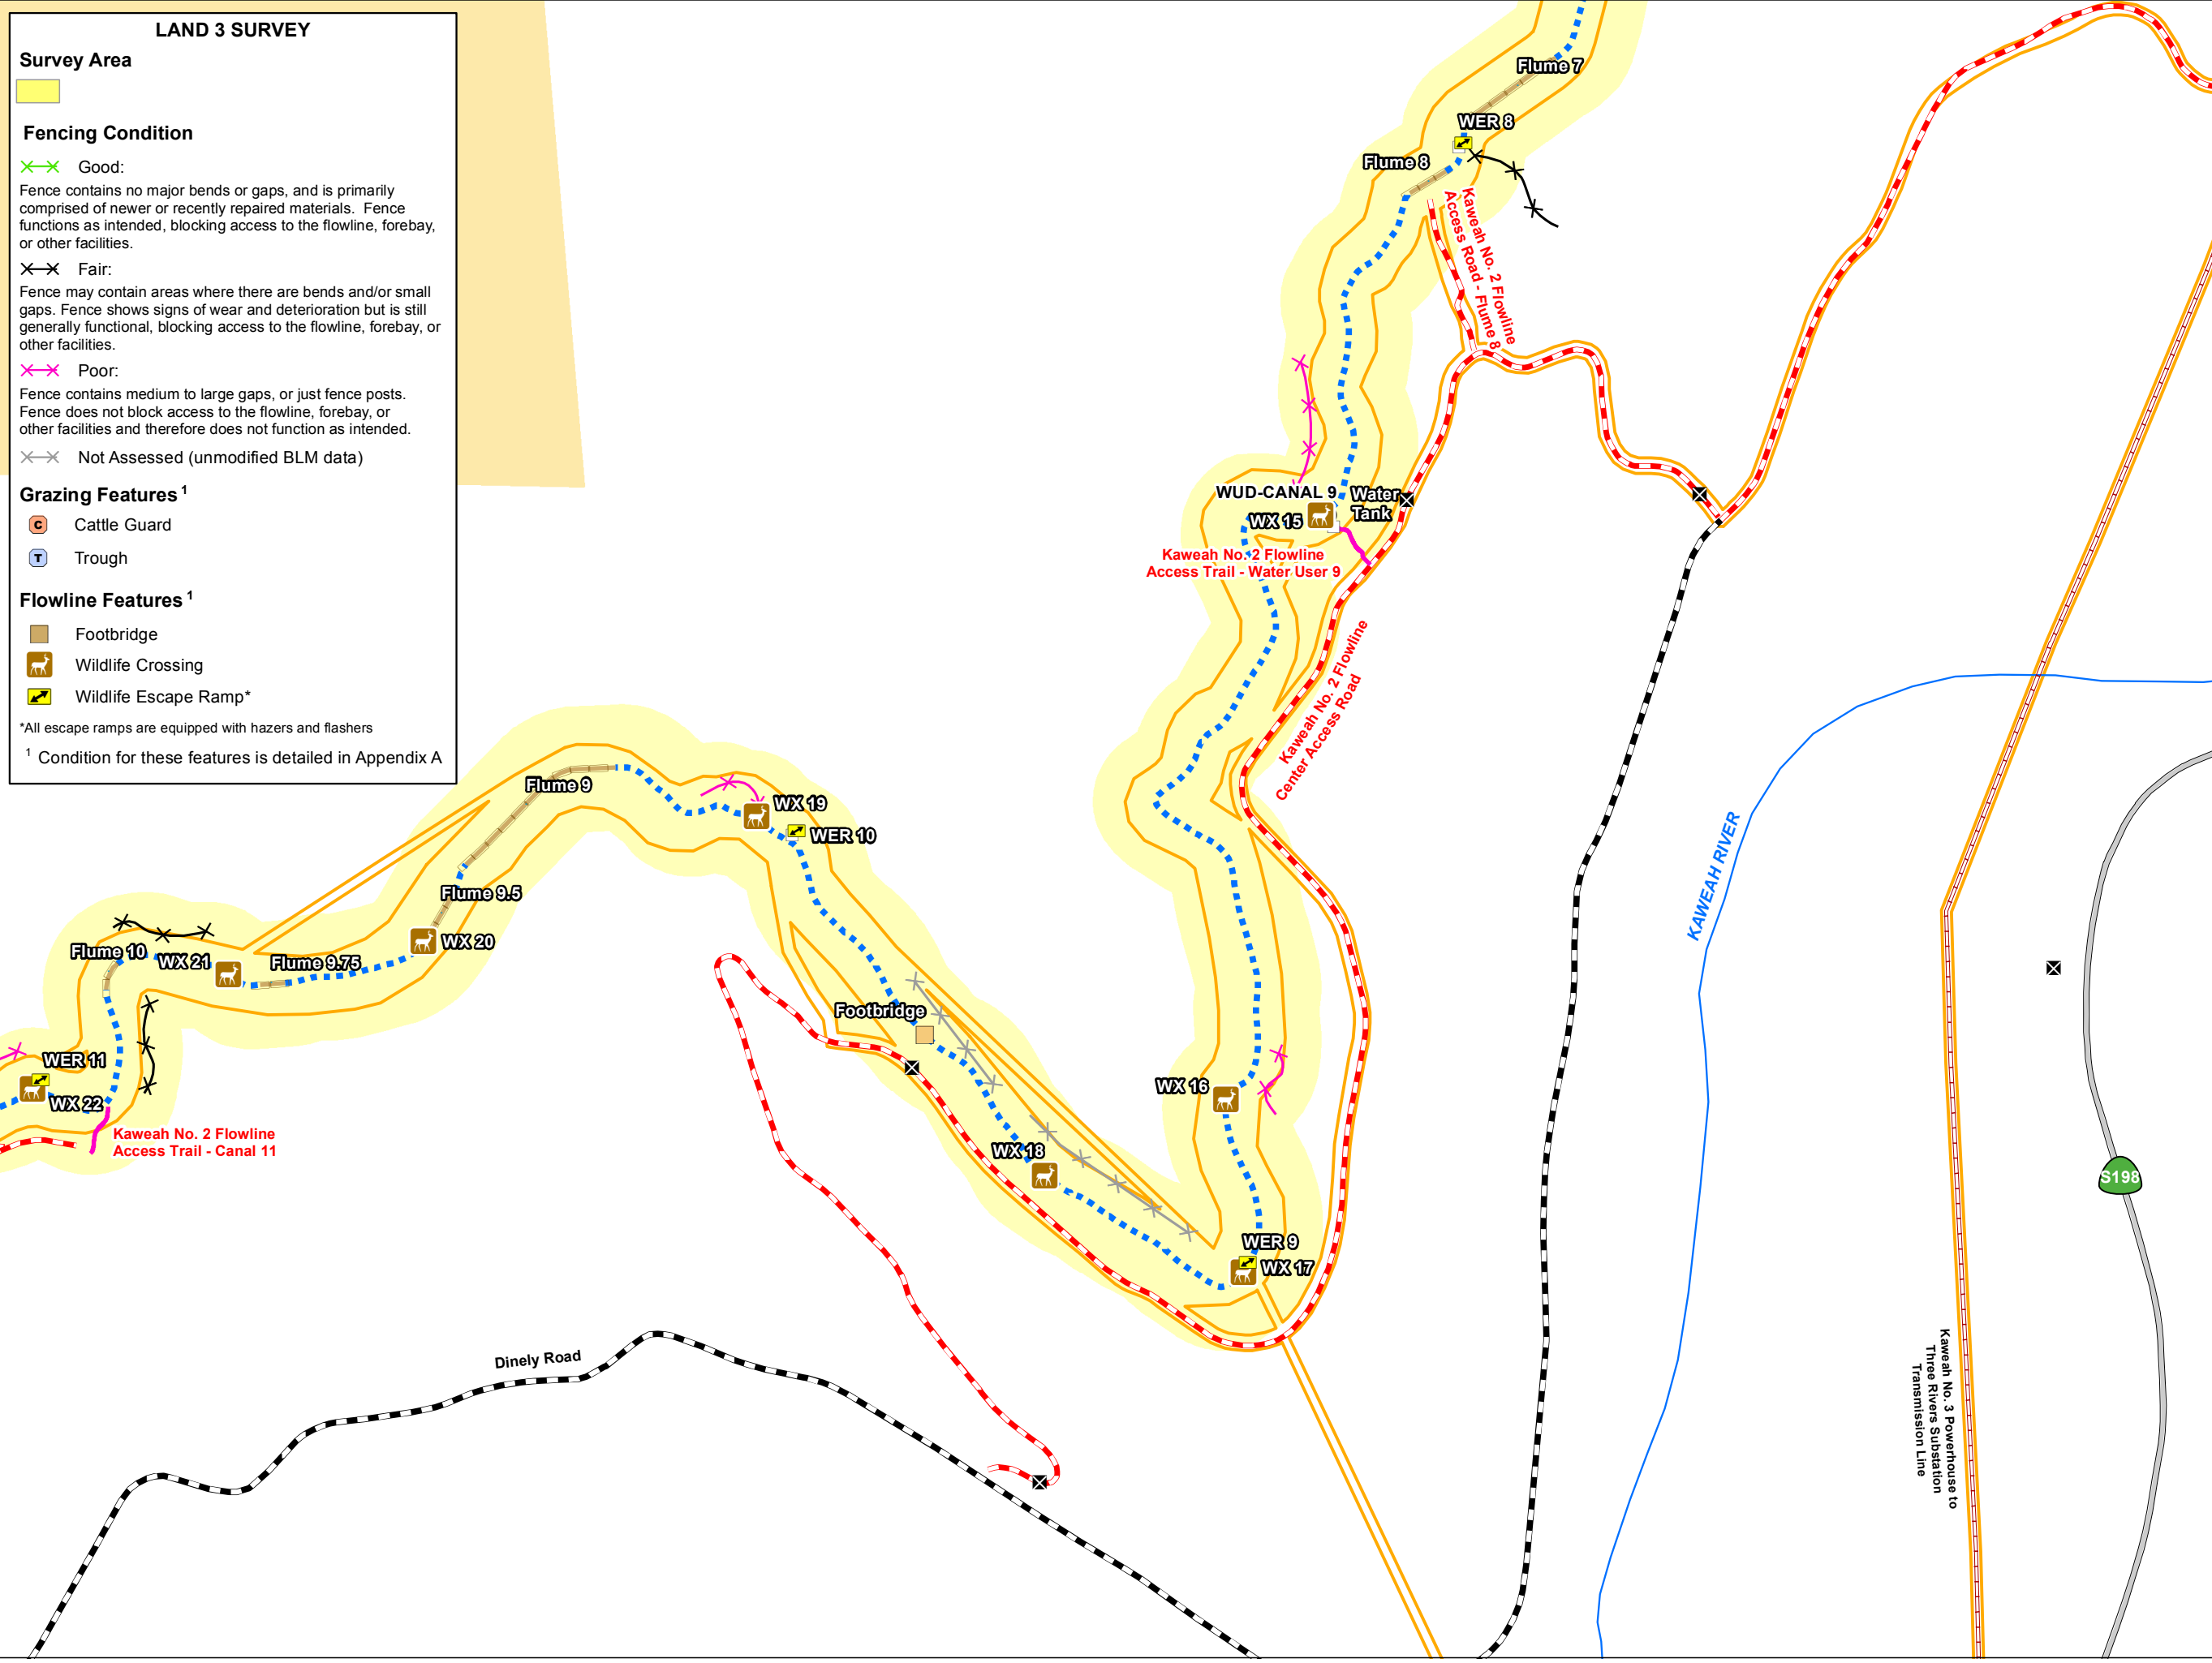 LAND 3 SURVEY
Survey Area
Fencing Condition
Good:
Fence contains no major bends or gaps, and is primarily
comprised of newer or recently repaired materials. Fence
functions as intended, blocking access to the flowline, forebay,
or other facilities.
Fair:
Fence may contain areas where there are bends and/or small
gaps. Fence shows signs of wear and deterioration but is still
generally functional, blocking access to the flowline, forebay, or
other facilities.
Poor:
Fence contains medium to large gaps, or just fence posts.
Fence does not block access to the flowline, forebay, or
other facilities and therefore does not function as intended.
Not Assessed (unmodified BLM data)
Grazing Features 1
C Cattle Guard
T Trough
Flowline Features 1
Footbridge
Wildlife Crossing
Wildlife Escape Ramp*
*All escape ramps are equipped with hazers and flashers
1 Condition for these features is detailed in Appendix A
Flume 7
WER 8
Flume 8
Kaweah No. 2 Flowline
Access Road - Flume 8
WUD-CANAL 9
Water
Tank
WX 15
Kaweah No. 2 Flowline
Access Trail - Water User 9
Kaweah No. 2 Flowline
Center Access Road
Flume 9
WX 19
WER 10
Flume 9.5
WX 20
KAWEAH RIVER
Flume 10
WX 21
Flume 9.75
Footbridge
WER 11
WX 22
Kaweah No. 2 Flowline
Access Trail - Canal 11
WX 16
WX 18
S198
WER 9
WX 17
Dinely Road
Kaweah No. 3 Powerhouse to
Three Rivers Substation
Transmission Line